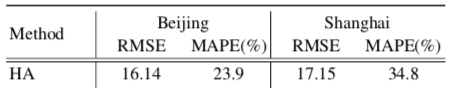 Method Beijing Shanghai
RMSE MAPE(%) RMSE MAPE(%)
HA 16.14 23.9 17.15 34.8